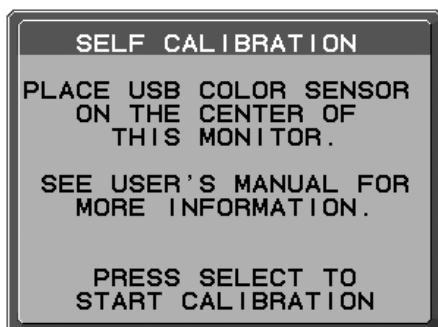 SELF CALIBRATION
PLACE USB COLOR SENSOR
ON THE CENTER OF
THIS MONITOR.
SEE USER'S MANUAL FOR
MORE INFORMATION.
PRESS SELECT TO
START CALIBRATION